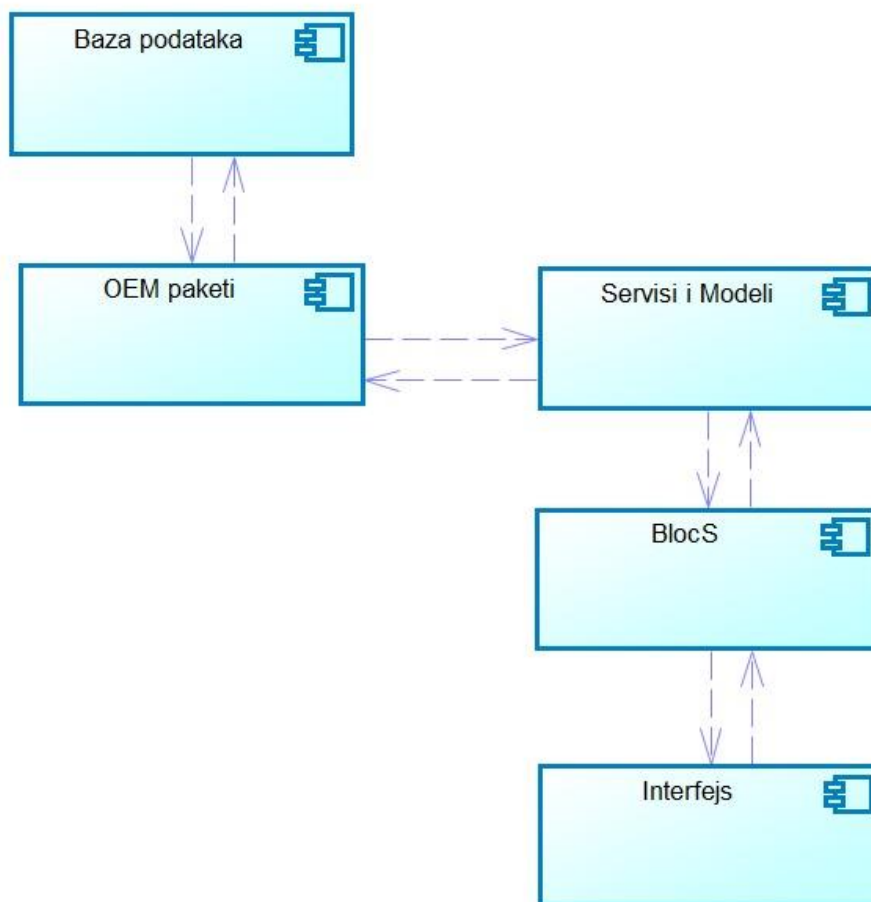 Baza podataka
OEM paketi
Servisi i Modeli
BlocS
Interfejs